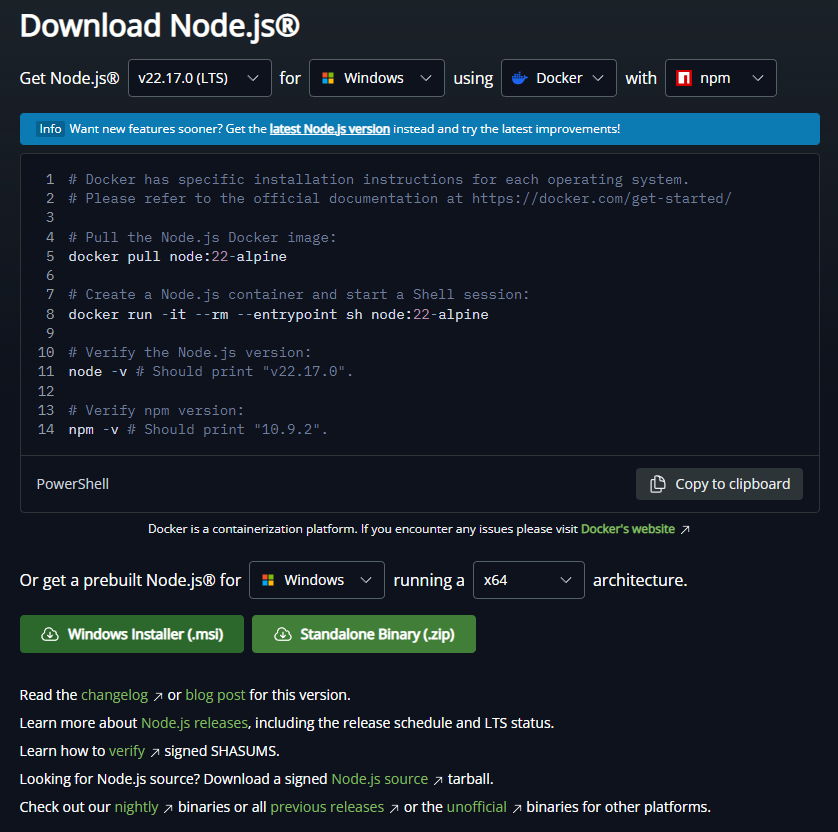 Download Node.js®
Get Node.js® v22.17.0 (LTS) for Windows using Docker with npm
Info Want new features sooner? Get the latest Node.js version instead and try the latest improvements!
1 # Docker has specific installation instructions for each operating system.
2 # Please refer to the official documentation at https://docker.com/get-started/
3
4 # Pull the Node.js Docker image:
5 docker pull node:22-alpine
6
7 # Create a Node.js container and start a Shell session:
8 docker run -it --rm --entrypoint sh node:22-alpine
9
10 # Verify the Node.js version:
11 node -v # Should print "v22.17.0".
12
13 # Verify npm version:
14 npm -v # Should print "10.9.2".
PowerShell Copy to clipboard
Docker is a containerization platform. If you encounter any issues please visit Docker's website ↗
Or get a prebuilt Node.js® for Windows running a x64 architecture.
Windows Installer (.msi) Standalone Binary (.zip)
Read the changelog ↗ or blog post for this version.
Learn more about Node.js releases, including the release schedule and LTS status.
Learn how to verify ↗ signed SHASUMS.
Looking for Node.js source? Download a signed Node.js source ↗ tarball.
Check out our nightly ↗ binaries or all previous releases ↗ or the unofficial ↗ binaries for other platforms.